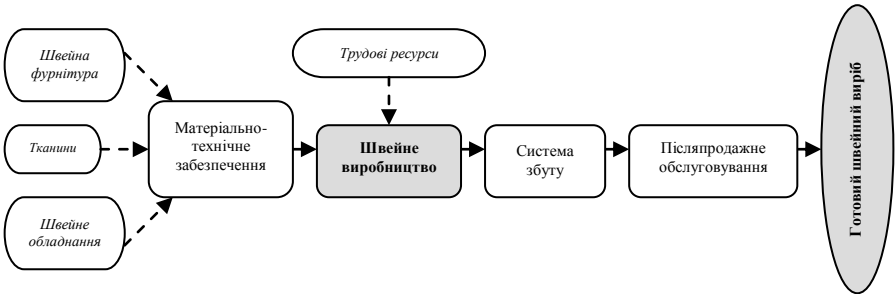 Швейна
фурнітура
Тканини
Швейне
обладнання
Матеріально-
технічне
забезпечення
Трудові ресурси
Швейне
виробництво
Система
збуту
Післяпродажне
обслуговування
Готовий швейний виріб